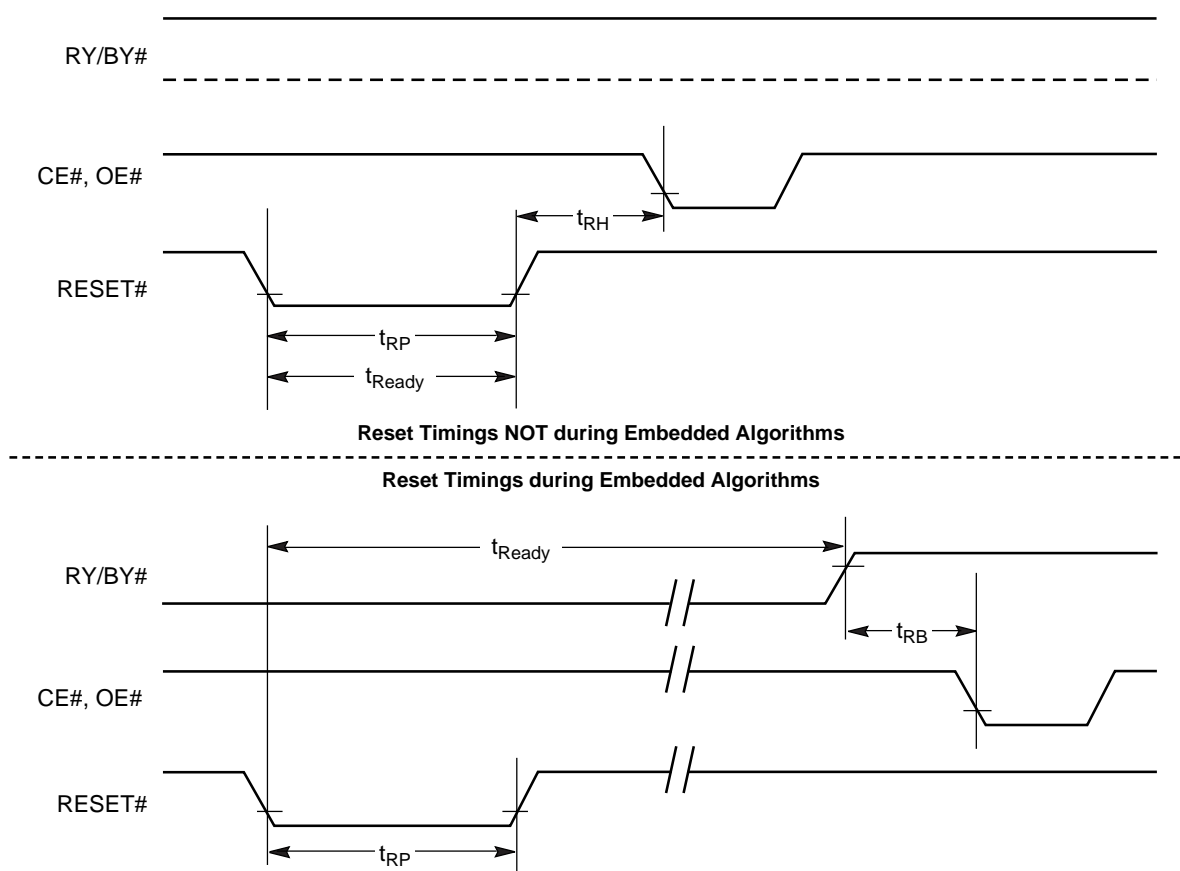 RY/BY#
CE#, OE#
tRH
RESET#
tRP
tReady
Reset Timings NOT during Embedded Algorithms
Reset Timings during Embedded Algorithms
tReady
RY/BY#
tRB
CE#, OE#
RESET#
tRP